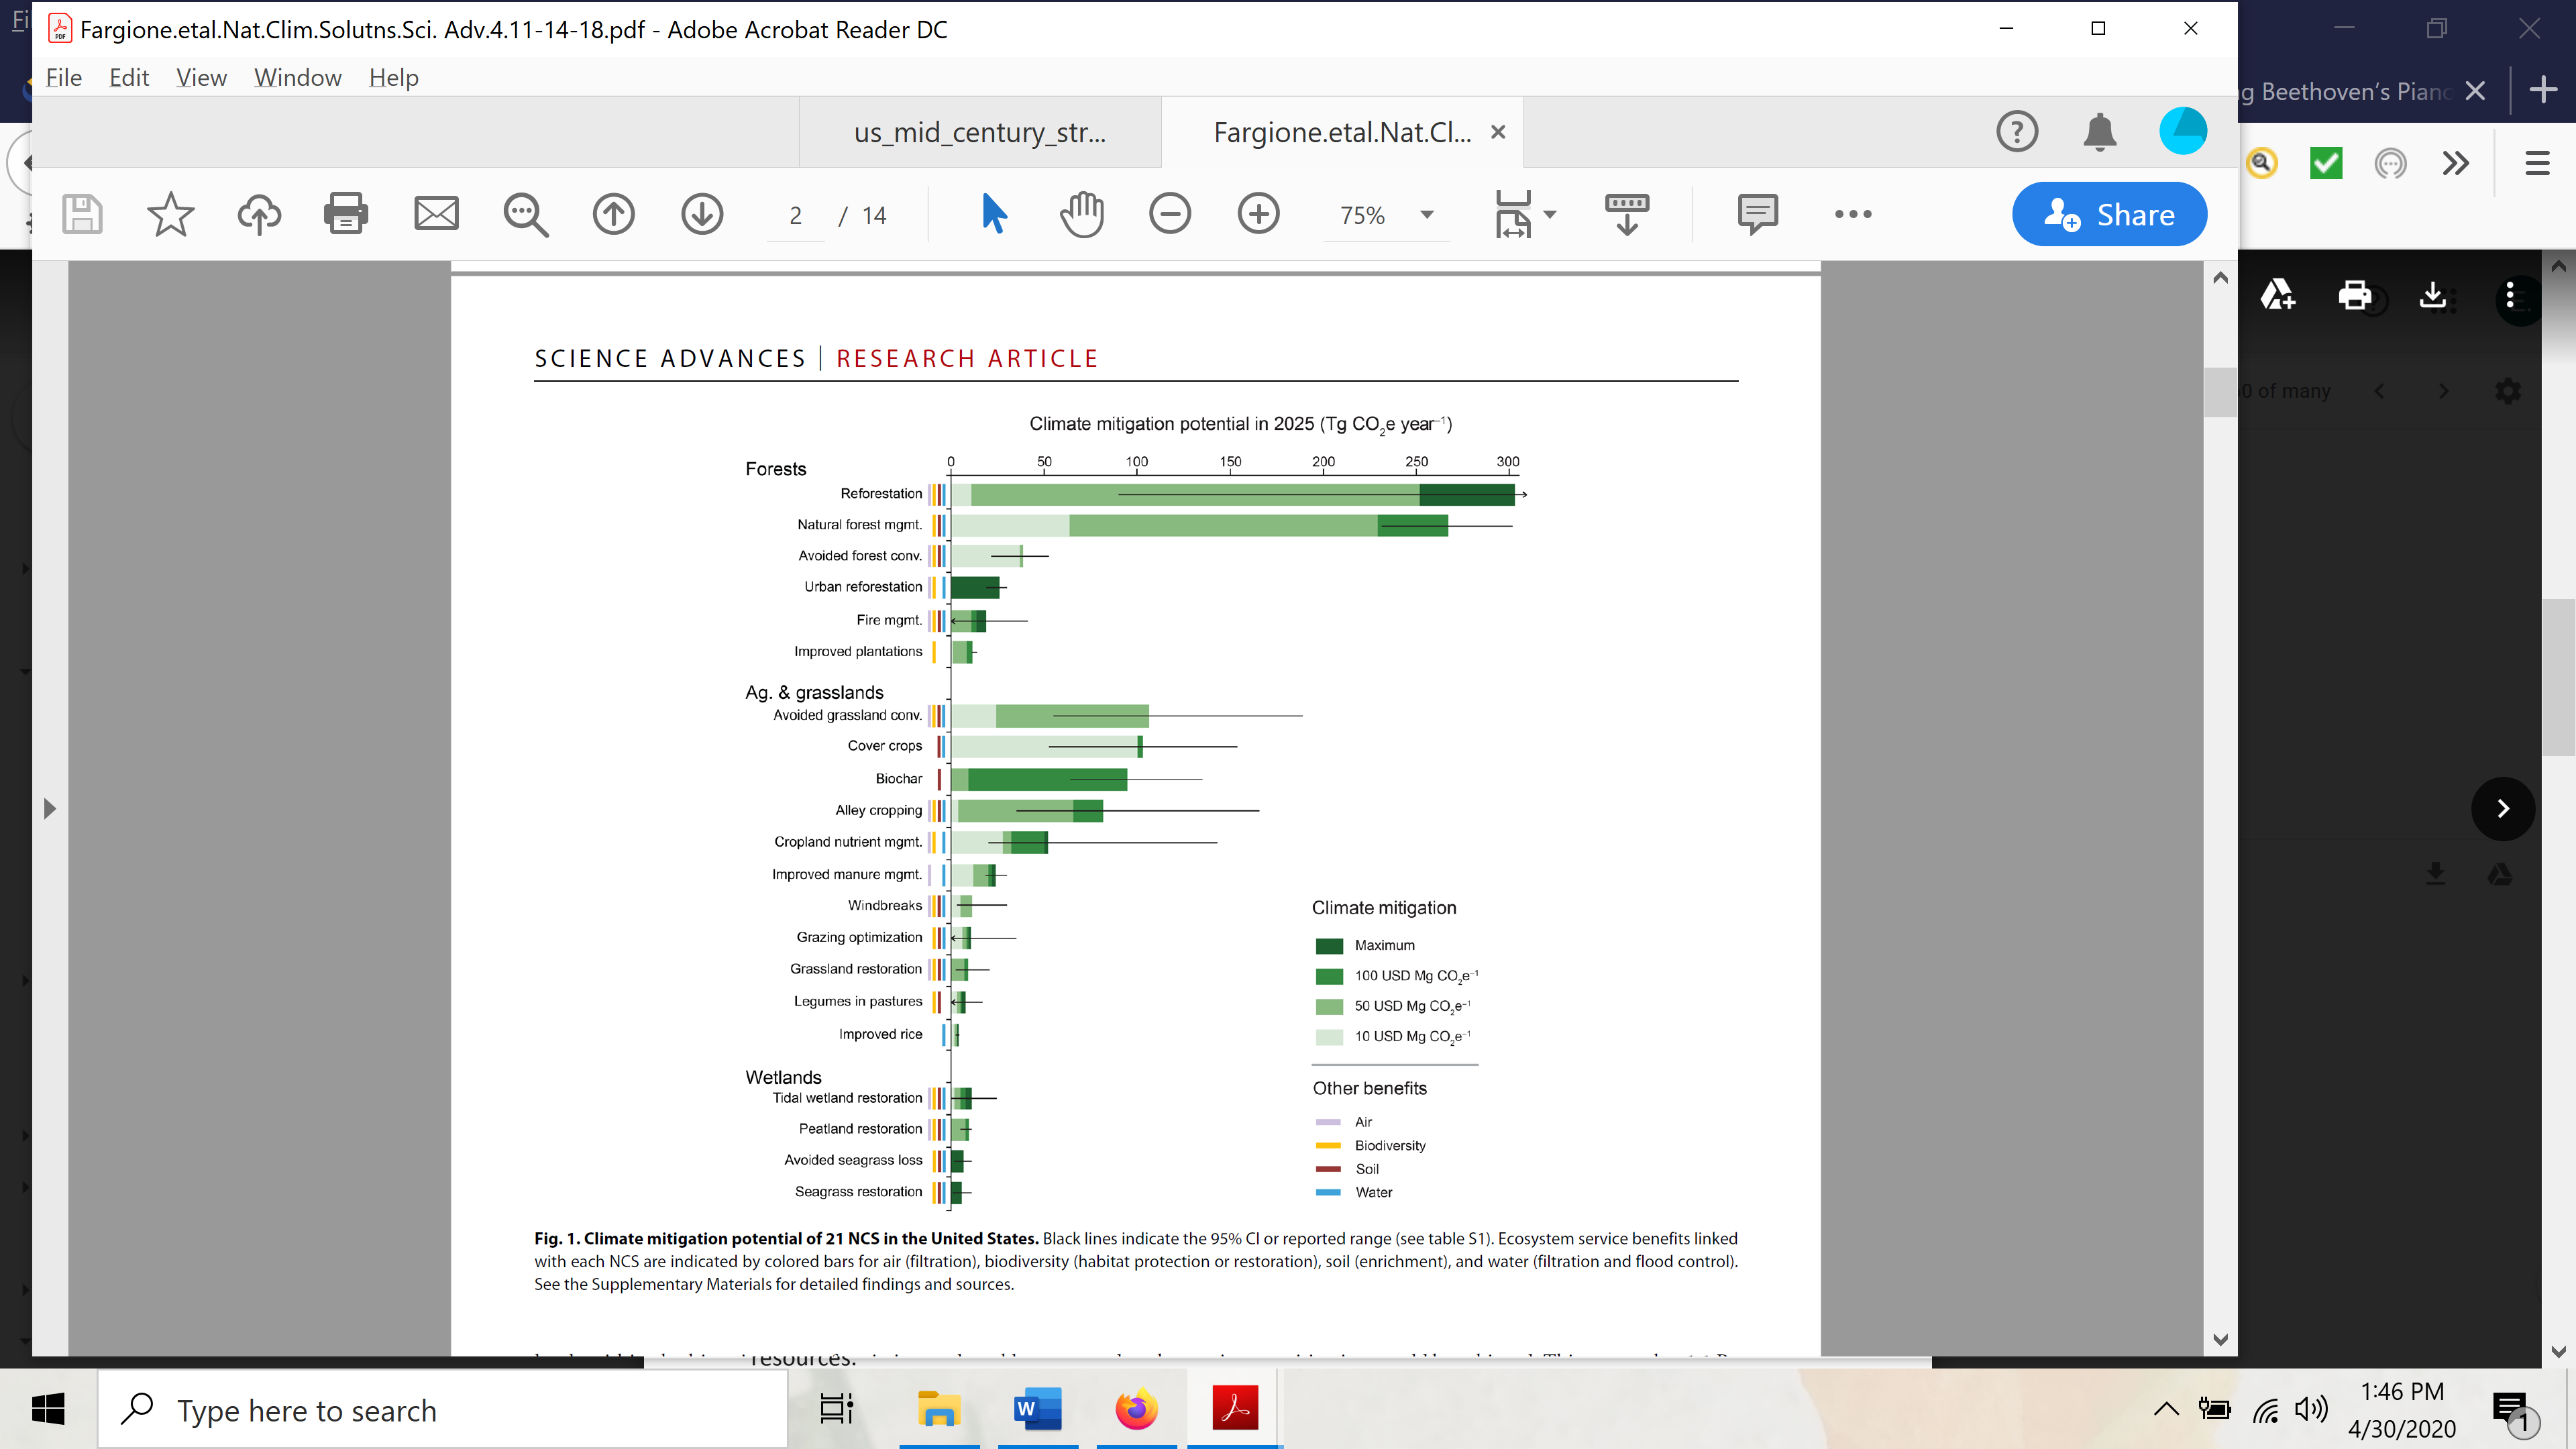 Fi
Fargione.etal.Nat.Clim.Solutns.Sci. Adv.4.11-14-18.pdf - Adobe Acrobat Reader DC
File Edit View Window Help
g Beethoven's Piano
us_mid_century_str...
Fargione.etal.Nat.Cl...
2 / 14
75%
Share
0 of many
SCIENCE ADVANCES | RESEARCH ARTICLE
Climate mitigation potential in 2025 (Tg CO2e year–1)
0 50 100 150 200 250 300
Forests
Reforestation
Natural forest mgmt.
Avoided forest conv.
Urban reforestation
Fire mgmt.
Improved plantations
Ag. & grasslands
Avoided grassland conv.
Cover crops
Biochar
Alley cropping
Cropland nutrient mgmt.
Improved manure mgmt.
Windbreaks
Grazing optimization
Grassland restoration
Legumes in pastures
Improved rice
Wetlands
Tidal wetland restoration
Peatland restoration
Avoided seagrass loss
Seagrass restoration
Climate mitigation
Maximum
100 USD Mg CO2e–1
50 USD Mg CO2e–1
10 USD Mg CO2e–1
Other benefits
Air
Biodiversity
Soil
Water
Fig. 1. Climate mitigation potential of 21 NCS in the United States. Black lines indicate the 95% CI or reported range (see table S1). Ecosystem service benefits linked
with each NCS are indicated by colored bars for air (filtration), biodiversity (habitat protection or restoration), soil (enrichment), and water (filtration and flood control).
See the Supplementary Materials for detailed findings and sources.
resources.
Type here to search
1:46 PM
4/30/2020
1